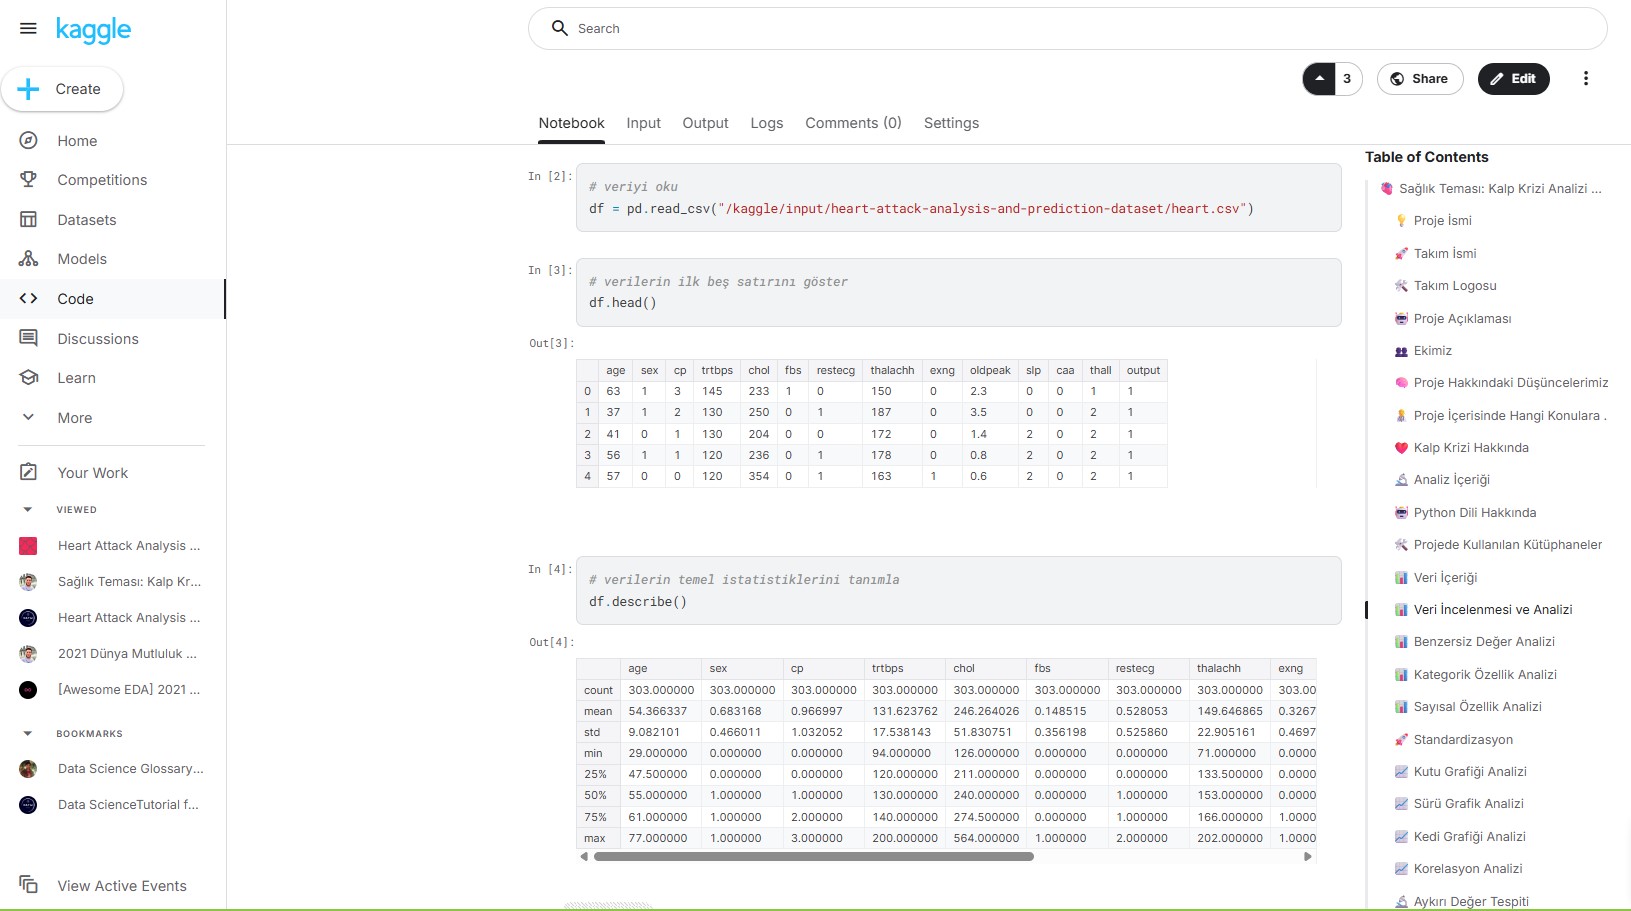 kaggle
Search
Create
3
Share
Edit
Home
Competitions
Datasets
Models
Code
Discussions
Learn
More
Your Work
VIEWED
Heart Attack Analysis ...
Sağlık Teması: Kalp Kr...
Heart Attack Analysis ...
2021 Dünya Mutluluk ...
[Awesome EDA] 2021 ...
BOOKMARKS
Data Science Glossary...
Data ScienceTutorial f...
View Active Events
Notebook Input Output Logs Comments (0) Settings
In [2]:
# veriyi oku
df = pd.read_csv("/kaggle/input/heart-attack-analysis-and-prediction-dataset/heart.csv")
In [3]:
# verilerin ilk beş satırını göster
df.head()
Out[3]:
age sex cp trtbps chol fbs restecg thalachh exng oldpeak slp caa thall output
0 63 1 3 145 233 1 0 150 0 2.3 0 0 1 1
1 37 1 2 130 250 0 1 187 0 3.5 0 0 2 1
2 41 0 1 130 204 0 0 172 0 1.4 2 0 2 1
3 56 1 1 120 236 0 1 178 0 0.8 2 0 2 1
4 57 0 0 120 354 0 1 163 1 0.6 2 0 2 1
In [4]:
# verilerin temel istatistiklerini tanımla
df.describe()
Out[4]:
age sex cp trtbps chol fbs restecg thalachh exng
count 303.000000 303.000000 303.000000 303.000000 303.000000 303.000000 303.000000 303.000000 303.00
mean 54.366337 0.683168 0.966997 131.623762 246.264026 0.148515 0.528053 149.646865 0.3267
std 9.082101 0.466011 1.032052 17.538143 51.830751 0.356198 0.525860 22.905161 0.4697
min 29.000000 0.000000 0.000000 94.000000 126.000000 0.000000 0.000000 71.000000 0.0000
25% 47.500000 0.000000 0.000000 120.000000 211.000000 0.000000 0.000000 133.500000 0.0000
50% 55.000000 1.000000 1.000000 130.000000 240.000000 0.000000 1.000000 153.000000 0.0000
75% 61.000000 1.000000 2.000000 140.000000 274.500000 0.000000 1.000000 166.000000 1.0000
max 77.000000 1.000000 3.000000 200.000000 564.000000 1.000000 2.000000 202.000000 1.0000
Table of Contents
Sağlık Teması: Kalp Krizi Analizi ...
Proje İsmi
Takım İsmi
Takım Logosu
Proje Açıklaması
Ekimiz
Proje Hakkındaki Düşüncelerimiz
Proje İçerisinde Hangi Konulara .
Kalp Krizi Hakkında
Analiz İçeriği
Python Dili Hakkında
Projede Kullanılan Kütüphaneler
Veri İçeriği
Veri İncelenmesi ve Analizi
Benzersiz Değer Analizi
Kategorik Özellik Analizi
Sayısal Özellik Analizi
Standardizasyon
Kutu Grafiği Analizi
Sürü Grafik Analizi
Kedi Grafiği Analizi
Korelasyon Analizi
Aykırı Değer Tespiti